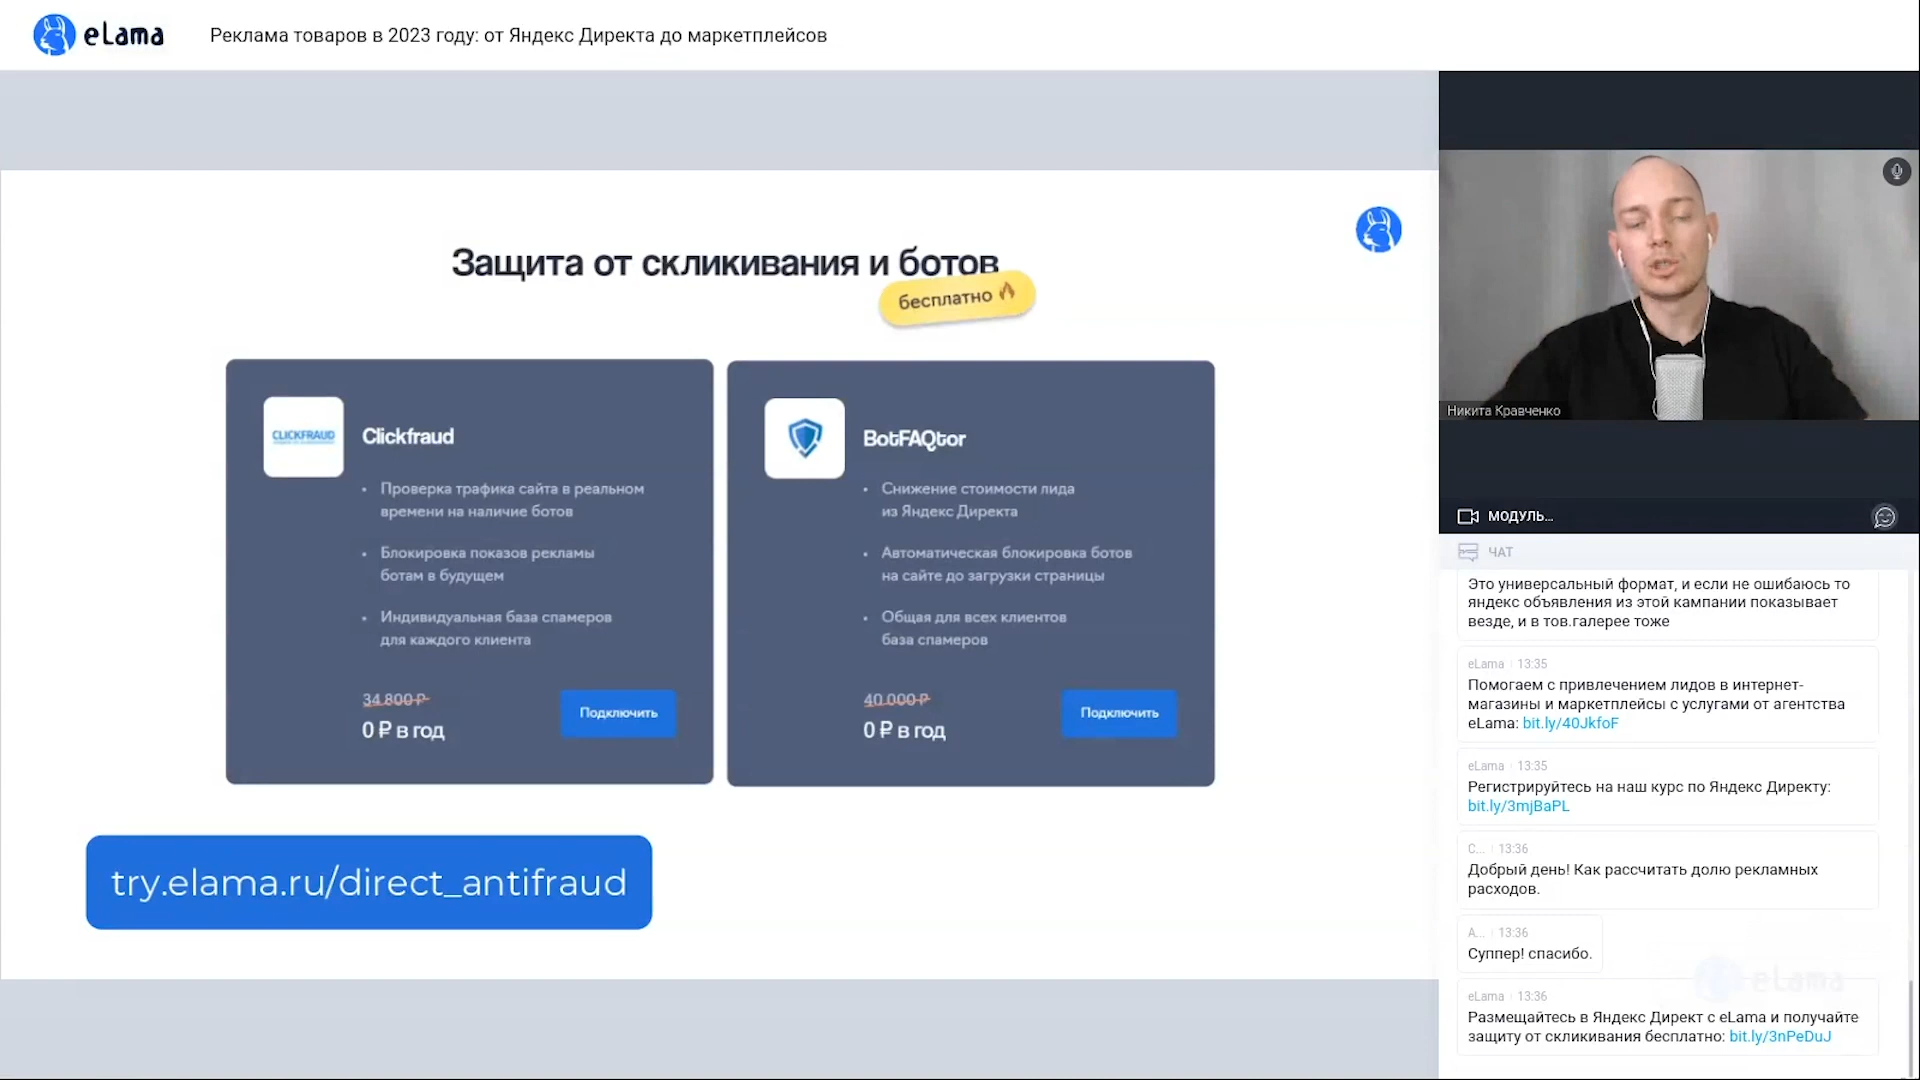 eLama
Реклама товаров в 2023 году: от Яндекс Директа до маркетплейсов
Защита от скликивания и ботов
бесплатно
CLICKFRAUD
Clickfraud
• Проверка трафика сайта в реальном
времени на наличие ботов
• Блокировка показов рекламы
ботам в будущем
• Индивидуальная база спамеров
для каждого клиента
34 800 ₽
0 ₽ в год
Подключить
BotFAQtor
• Снижение стоимости лида
из Яндекс Директа
• Автоматическая блокировка ботов
на сайте до загрузки страницы
• Общая для всех клиентов
база спамеров
40 000 ₽
0 ₽ в год
Подключить
try.elama.ru/direct_antifraud
Никита Кравченко
МОДУЛЬ...
ЧАТ
Это универсальный формат, и если не ошибаюсь то
яндекс объявления из этой кампании показывает
везде, и в тов.галерее тоже
eLama 13:35
Помогаем с привлечением лидов в интернет-
магазины и маркетплейсы с услугами от агентства
eLama: bit.ly/40JkfoF
eLama 13:35
Регистрируйтесь на наш курс по Яндекс Директу:
bit.ly/3mjBaPL
С... 13:36
Добрый день! Как рассчитать долю рекламных
расходов.
А... 13:36
Суппер! спасибо.
eLama
eLama 13:36
Размещайтесь в Яндекс Директ с eLama и получайте
защиту от скликивания бесплатно: bit.ly/3nPeDuJ